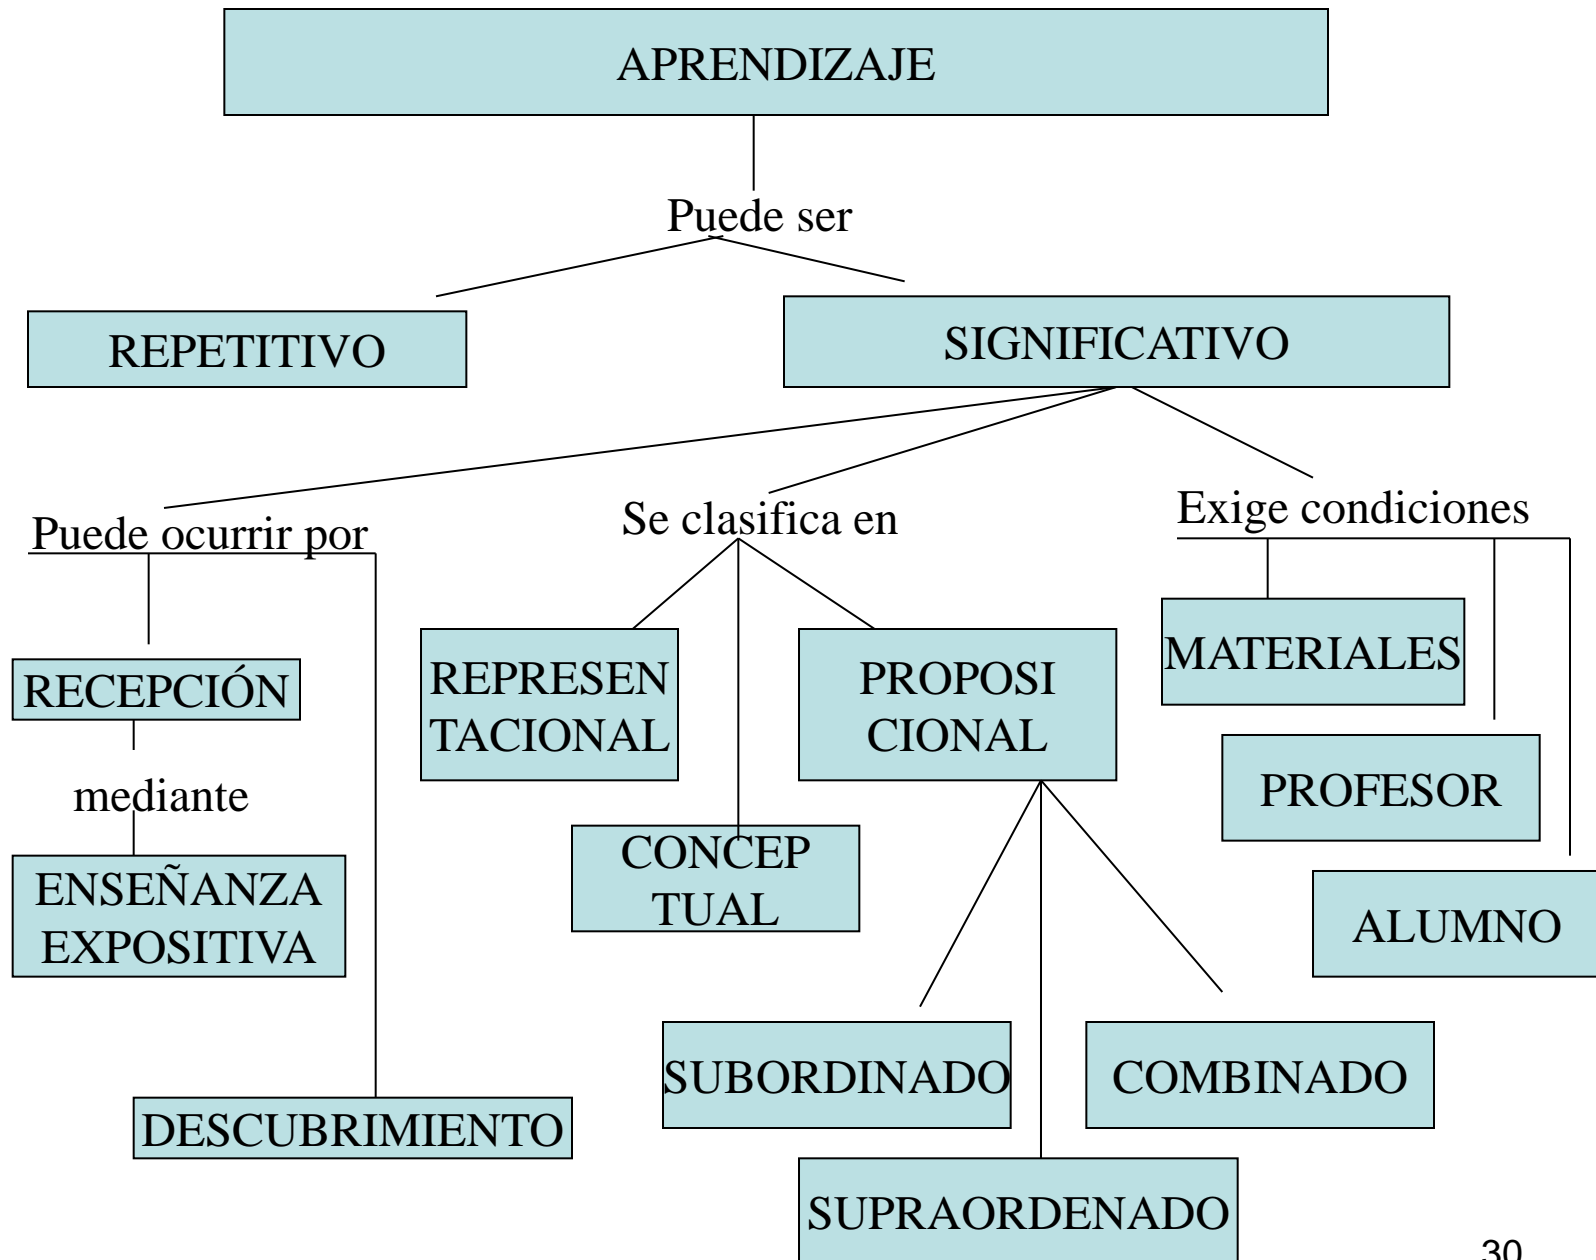 APRENDIZAJE
Puede ser
REPETITIVO
SIGNIFICATIVO
Puede ocurrir por
Se clasifica en
Exige condiciones
RECEPCIÓN
mediante
ENSEÑANZA
EXPOSITIVA
DESCUBRIMIENTO
REPRESEN
TACIONAL
CONCEP
TUAL
PROPOSI
CIONAL
SUBORDINADO
SUPRAORDENADO
COMBINADO
MATERIALES
PROFESOR
ALUMNO
30